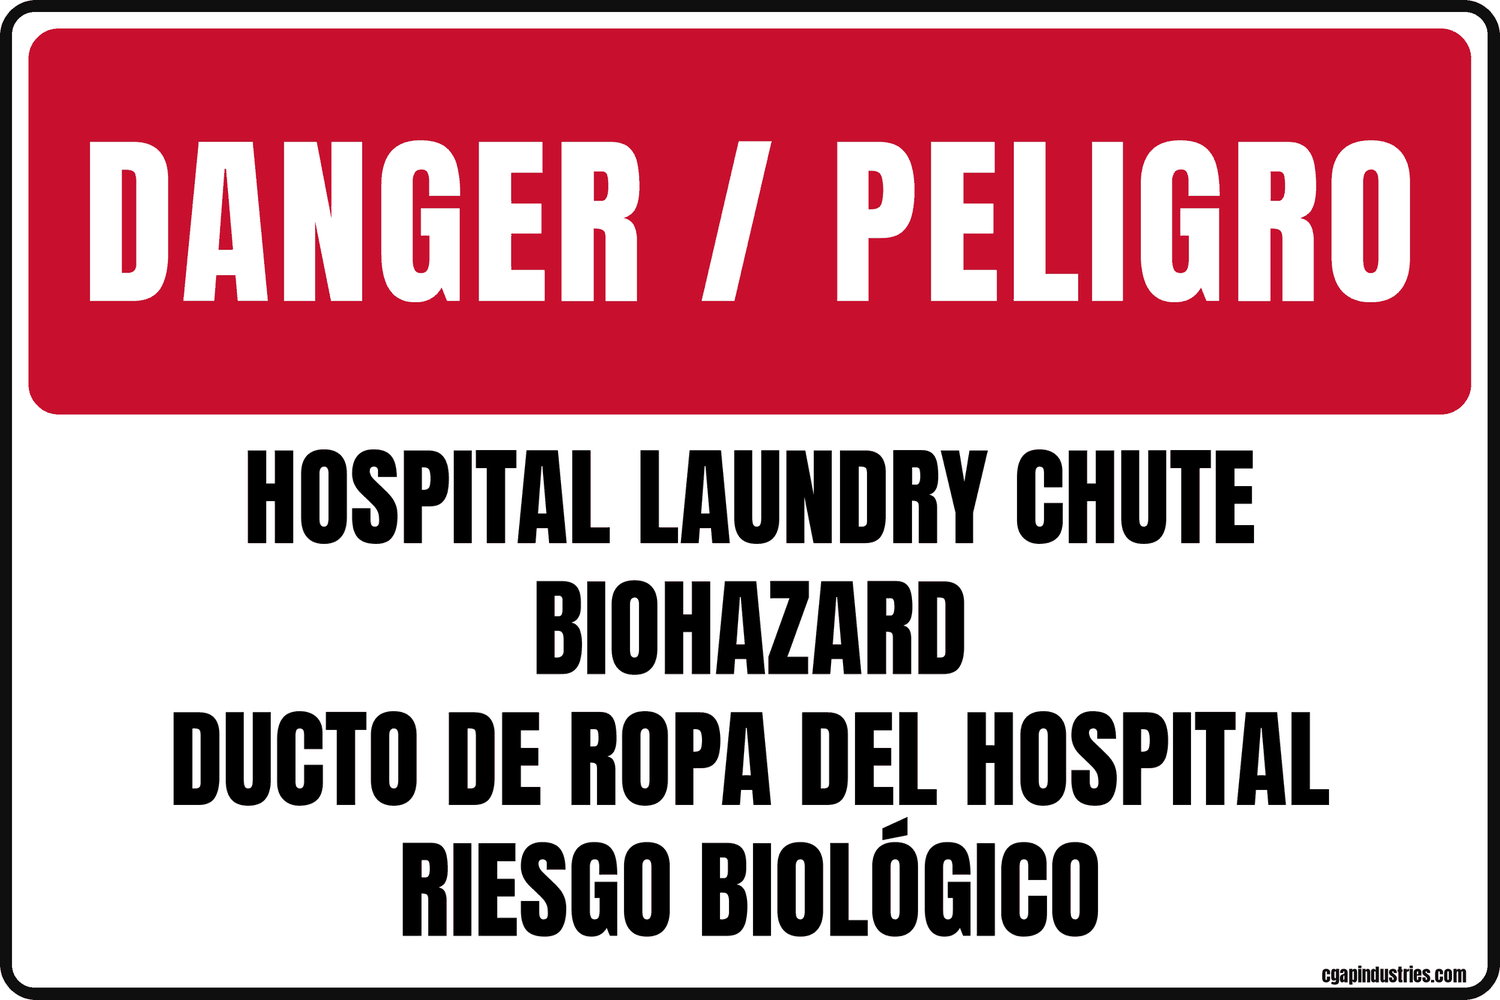 DANGER / PELIGRO
HOSPITAL LAUNDRY CHUTE
BIOHAZARD
DUCTO DE ROPA DEL HOSPITAL
RIESGO BIOLÓGICO
cgapindustries.com